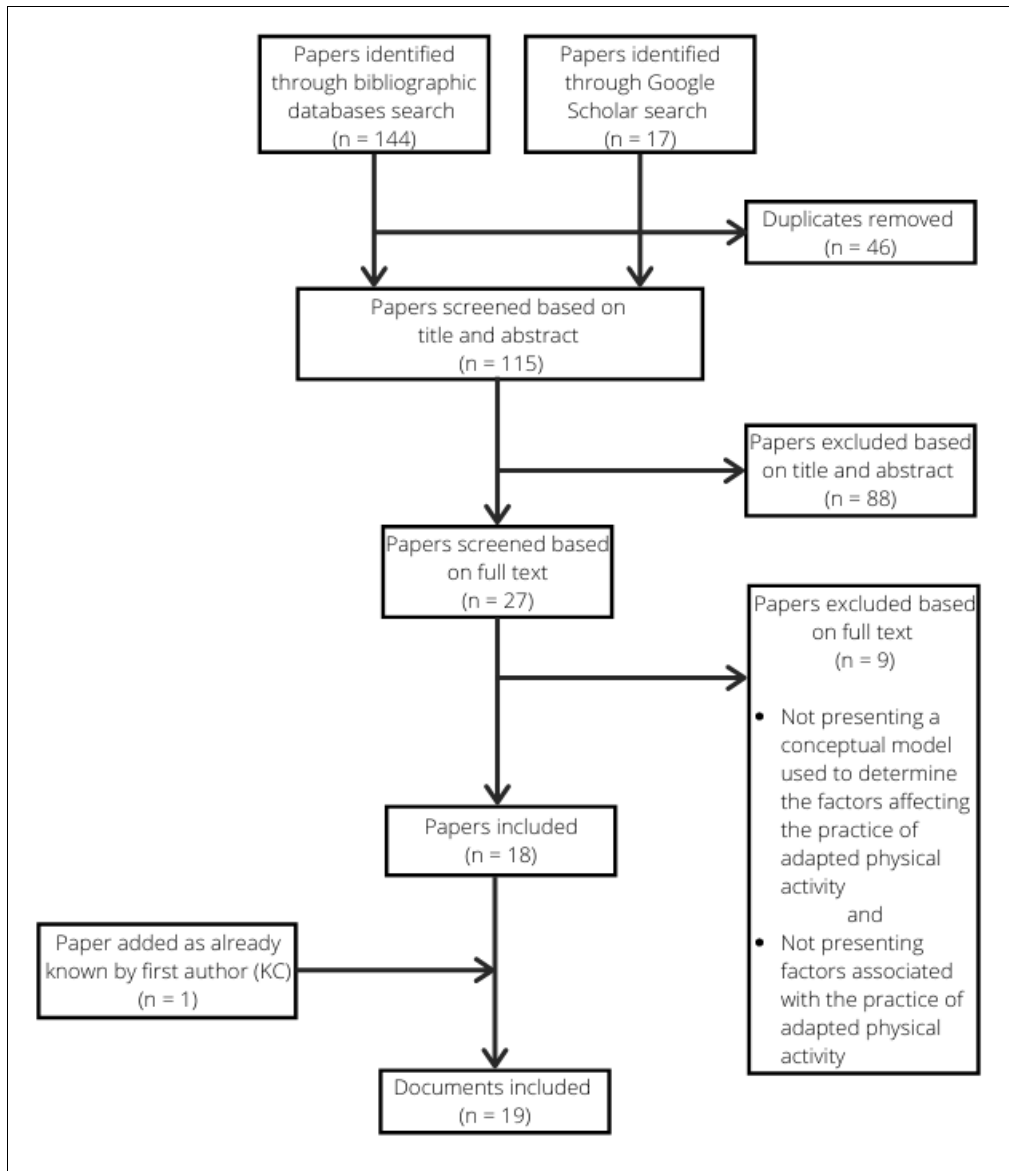 Papers identified
through bibliographic
databases search
(n = 144)
Papers identified
through Google
Scholar search
(n = 17)
Duplicates removed
(n = 46)
Papers screened based on
title and abstract
(n = 115)
Papers excluded based
on title and abstract
(n = 88)
Papers screened based
on full text
(n = 27)
Papers excluded based
on full text
(n = 9)
• Not presenting a
conceptual model
used to determine
the factors affecting
the practice of
adapted physical
activity
and
• Not presenting
factors associated
with the practice of
adapted physical
activity
Papers included
(n = 18)
Paper added as already
known by first author (KC)
(n = 1)
Documents included
(n = 19)